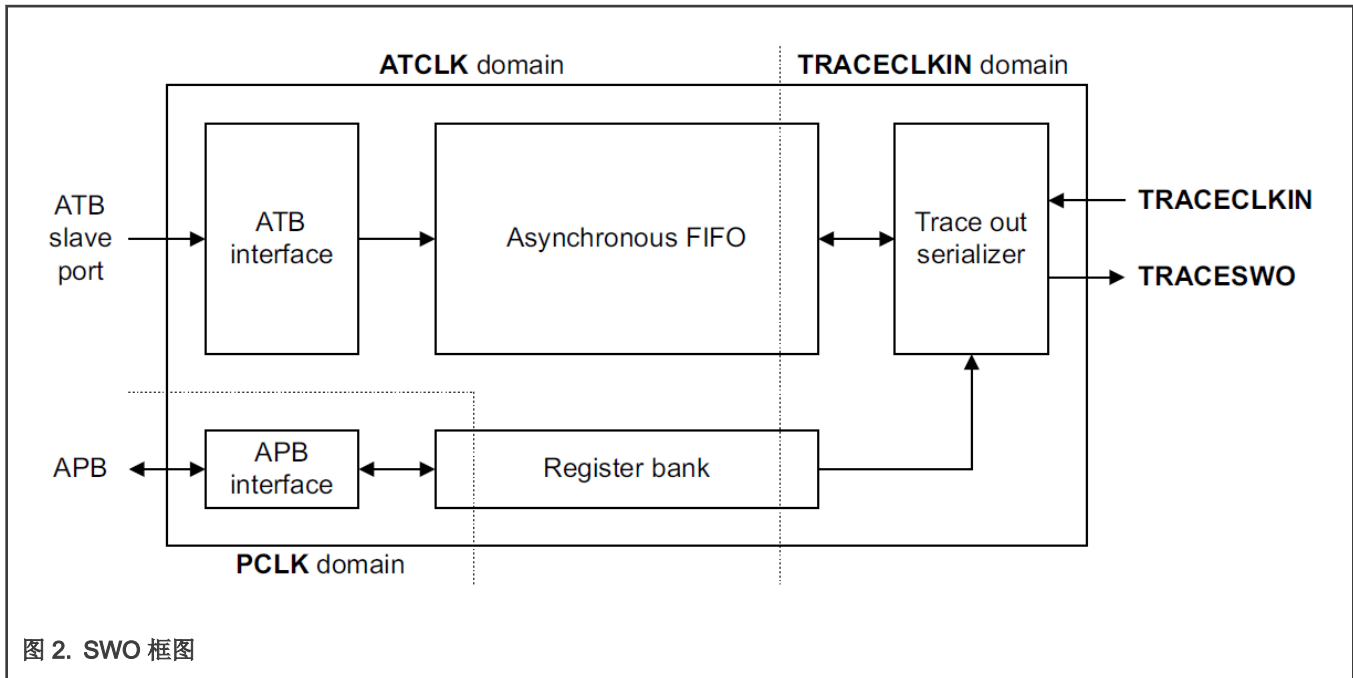 ATCLK domain
TRACECLKIN domain
ATB
slave
port
ATB
interface
Asynchronous FIFO
Trace out
serializer
TRACECLKIN
TRACESWO
APB
APB
interface
Register bank
PCLK domain
图 2. SWO 框图